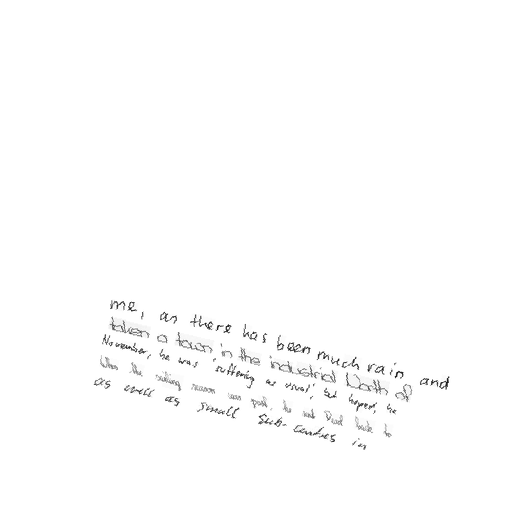 me, as there has been much rain and
taken a town in the industrial North of
November, he was 'suffering as usual', but hoped, he
When the riding season was past, he and Dud back to
as well as small sub-centres in